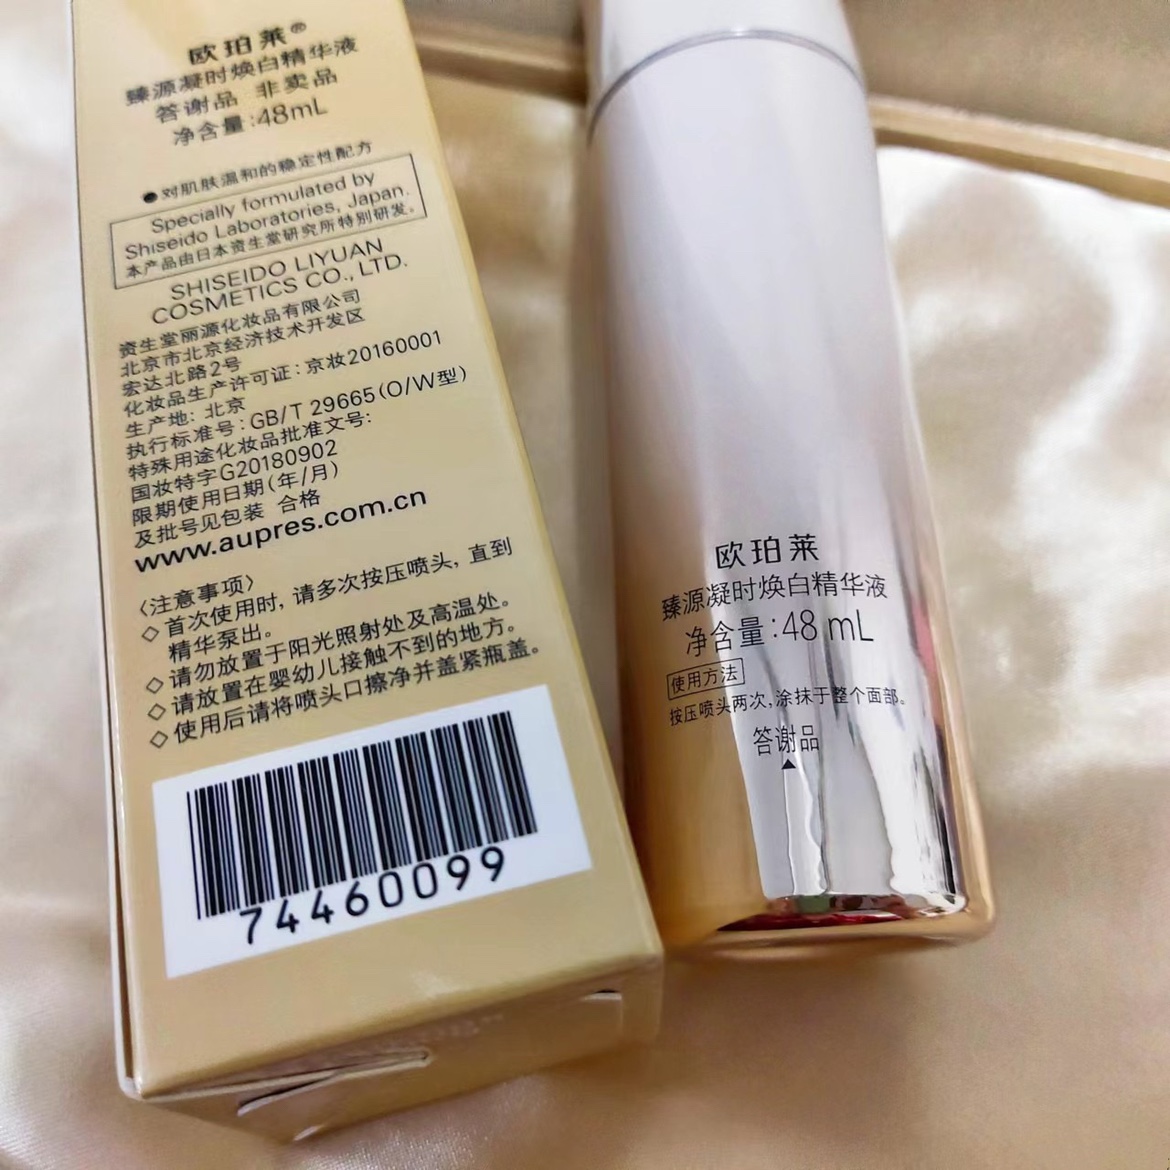 欧珀莱®
臻源凝时焕白精华液
答谢品 非卖品
净含量:48mL
●对肌肤温和的稳定性配方
Specially formulated by
Shiseido Laboratories, Japan.
本产品由日本资生堂研究所特别研发。
SHISEIDO LIYUAN
COSMETICS CO., LTD.
资生堂丽源化妆品有限公司
北京市北京经济技术开发区
宏达北路2号
化妆品生产许可证:京妆20160001
生产地: 北京
执行标准号:GB/T 29665(O/W型)
特殊用途化妆品批准文号:
国妆特字G20180902
限期使用日期(年/月)
及批号见包装 合格
www.aupres.com.cn
〈注意事项〉
◇ 首次使用时, 请多次按压喷头, 直到
精华泵出。
◇ 请勿放置于阳光照射处及高温处。
◇ 请放置在婴幼儿接触不到的地方。
◇ 使用后请将喷头口擦净并盖紧瓶盖。
74460099
欧珀莱
臻源凝时焕白精华液
净含量:48 mL
使用方法
按压喷头两次,涂抹于整个面部。
答谢品